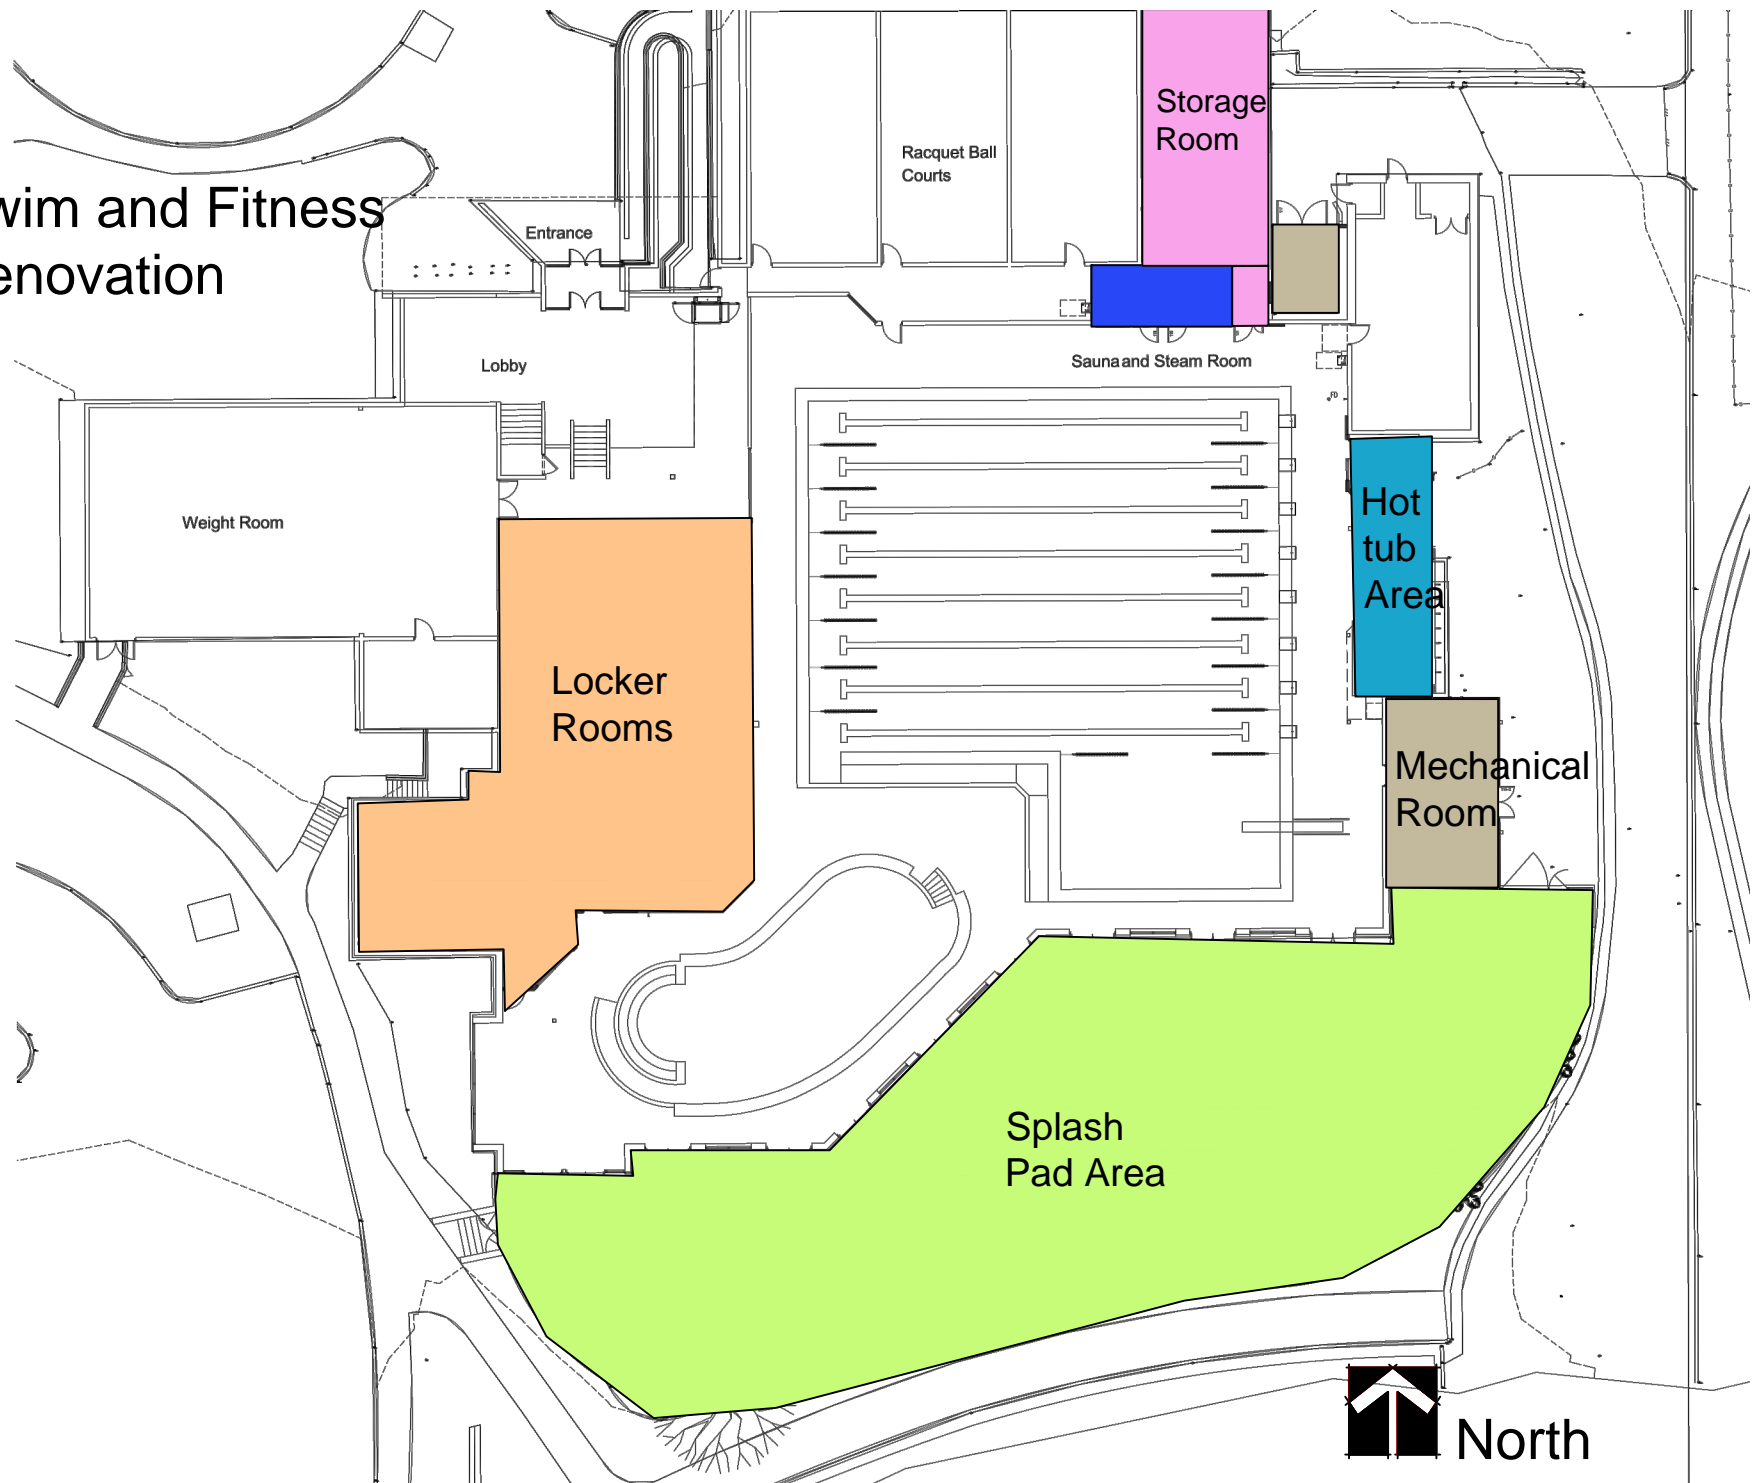 Storage
Room
Racquet Ball
Courts
wim and Fitness
enovation
Entrance
Lobby
Sauna and Steam Room
FD
Weight Room
Hot
tub
Area
Locker
Rooms
Mechanical
Room
Splash
Pad Area
North